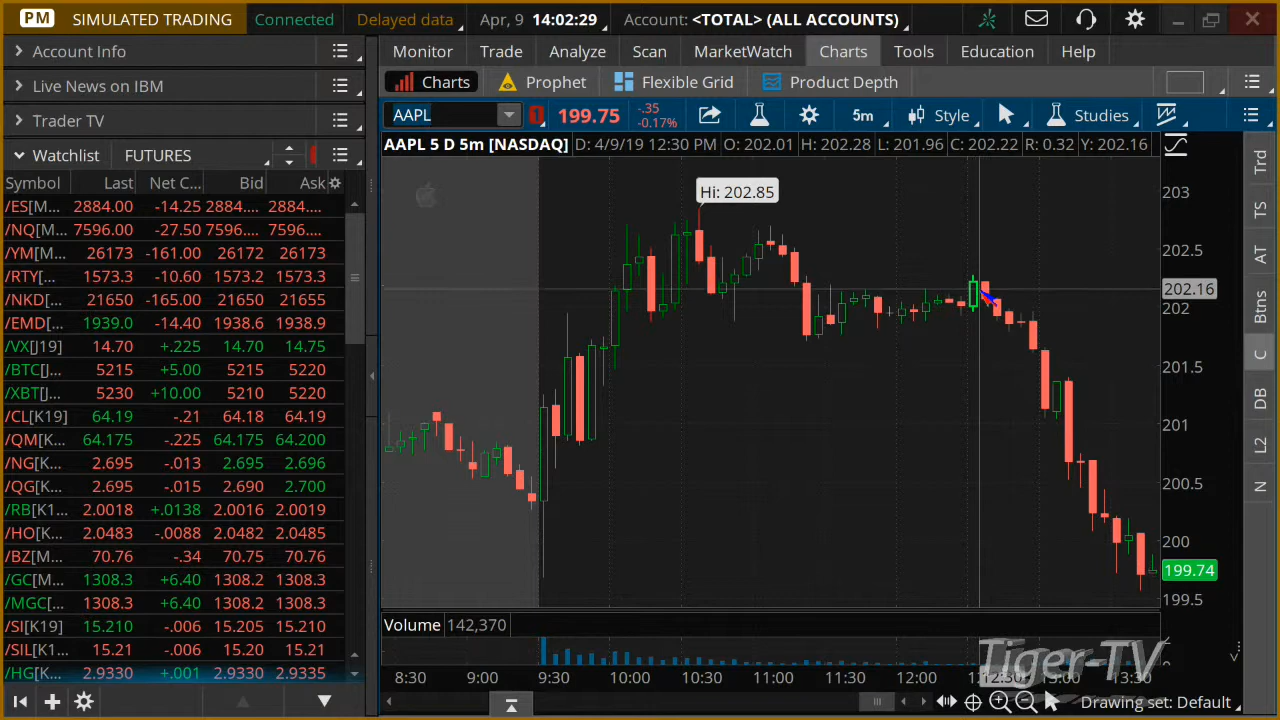 PM SIMULATED TRADING Connected Delayed data Apr, 9 14:02:29 Account: <TOTAL> (ALL ACCOUNTS)
Account Info
Live News on IBM
Trader TV
Watchlist FUTURES
Symbol Last Net C... Bid Ask
/ES[M... 2884.00 -14.25 2884.... 2884....
/NQ[M... 7596.00 -27.50 7596.... 7596....
/YM[M... 26173 -161.00 26172 26173
/RTY[... 1573.3 -10.60 1573.2 1573.3
/NKD[... 21650 -165.00 21650 21655
/EMD[... 1939.0 -14.40 1938.6 1938.9
/VX[J19] 14.70 +.225 14.70 14.75
/BTC[J... 5215 +5.00 5215 5220
/XBT[J... 5230 +10.00 5210 5220
/CL[K19] 64.19 -.21 64.18 64.19
/QM[K... 64.175 -.225 64.175 64.200
/NG[K... 2.695 -.013 2.695 2.696
/QG[K... 2.695 -.015 2.690 2.700
/RB[K1... 2.0018 +.0138 2.0016 2.0019
/HO[K... 2.0483 -.0088 2.0482 2.0485
/BZ[M... 70.76 -.34 70.75 70.76
/GC[M... 1308.3 +6.40 1308.2 1308.3
/MGC[... 1308.3 +6.40 1308.2 1308.3
/SI[K19] 15.210 -.006 15.205 15.210
/SIL[K... 15.21 -.006 15.20 15.21
/HG[K... 2.9330 +.001 2.9330 2.9335
Monitor Trade Analyze Scan MarketWatch Charts Tools Education Help
Charts Prophet Flexible Grid Product Depth
AAPL 1 199.75 -.35 -0.17% 5m Style Studies
AAPL 5 D 5m [NASDAQ] D: 4/9/19 12:30 PM O: 202.01 H: 202.28 L: 201.96 C: 202.22 R: 0.32 Y: 202.16
Hi: 202.85
203
202.5
202.16
202
201.5
201
200.5
200
199.74
199.5
Volume 142,370
Tiger-TV
8:30 9:00 9:30 10:00 10:30 11:00 11:30 12:00 12:30 13:00 13:30
Drawing set: Default
Trd
TS
AT
Btns
C
DB
L2
N